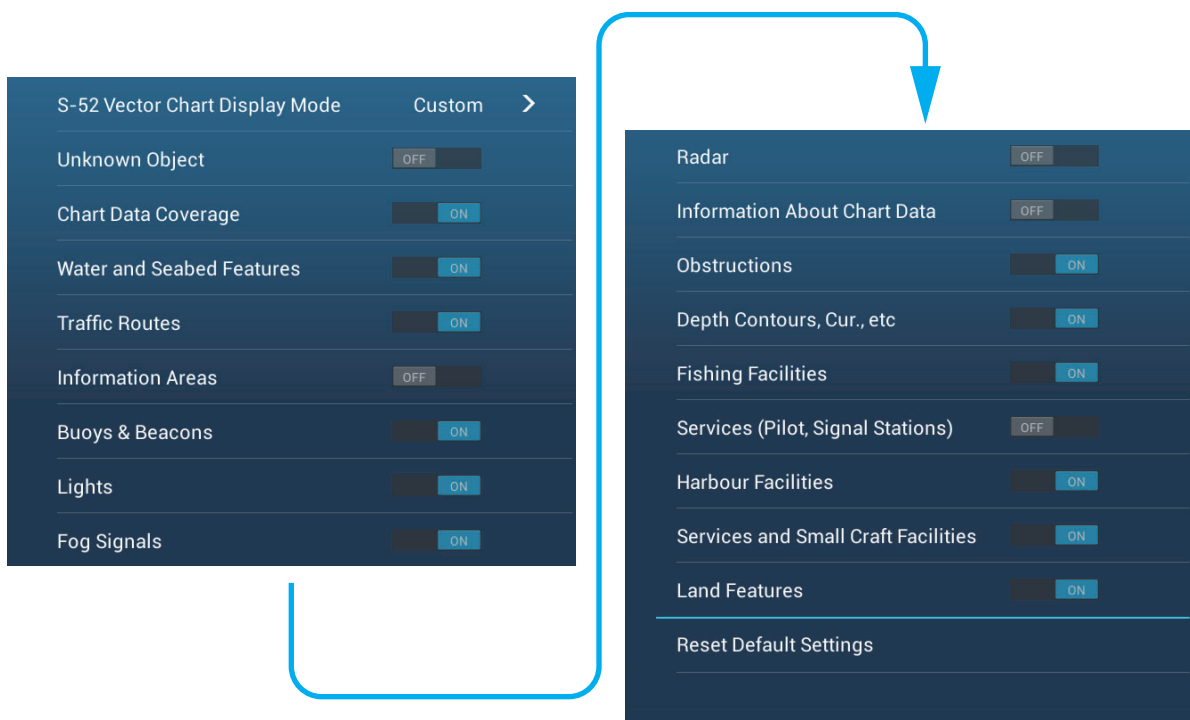 S-52 Vector Chart Display Mode Custom
Unknown Object OFF
Chart Data Coverage ON
Water and Seabed Features ON
Traffic Routes ON
Information Areas OFF
Buoys & Beacons ON
Lights ON
Fog Signals ON
Radar OFF
Information About Chart Data OFF
Obstructions ON
Depth Contours, Cur., etc ON
Fishing Facilities ON
Services (Pilot, Signal Stations) OFF
Harbour Facilities ON
Services and Small Craft Facilities ON
Land Features ON
Reset Default Settings